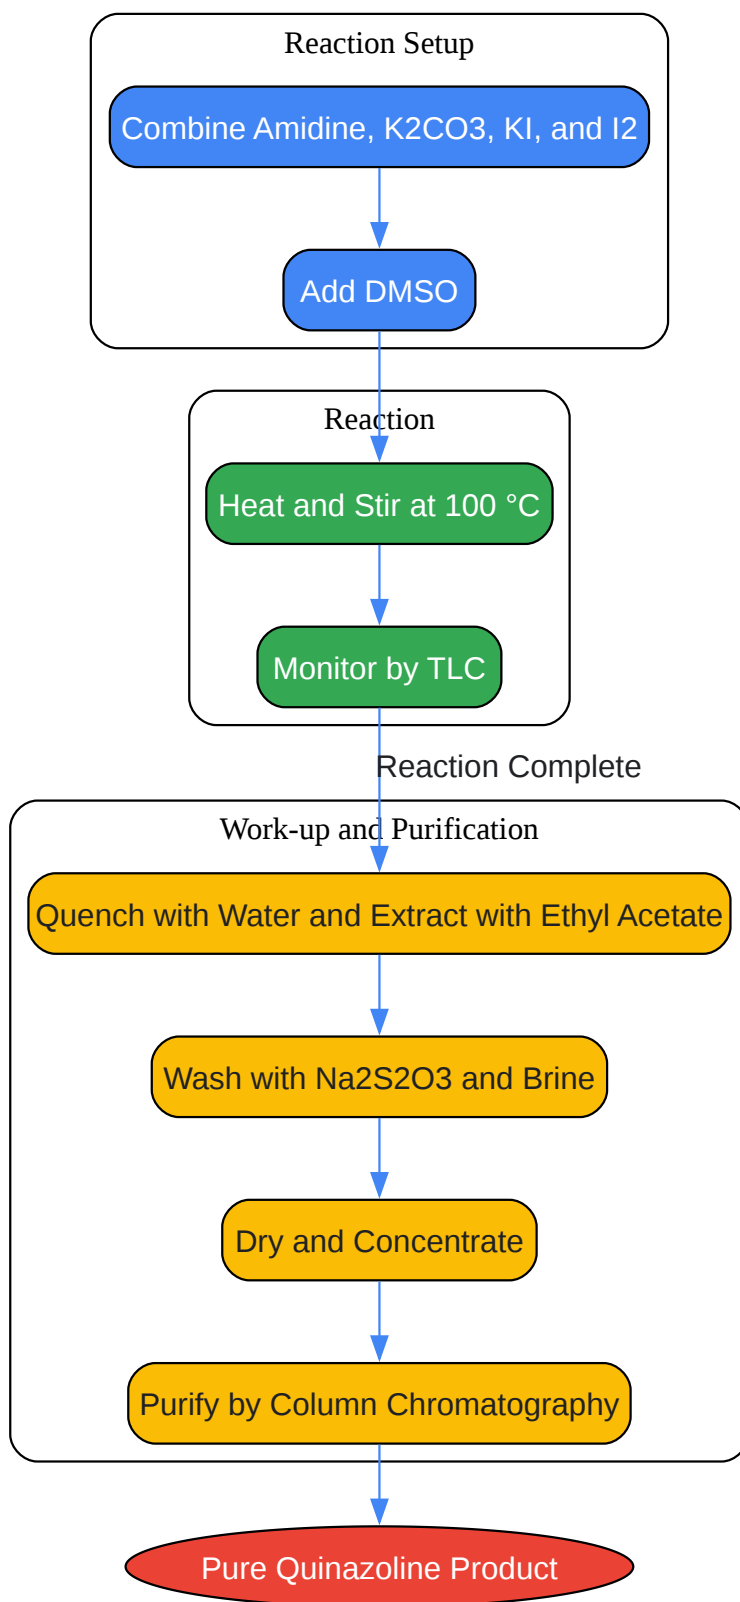 Reaction Setup
Combine Amidine, K2CO3, KI, and I2
Add DMSO
Reaction
Heat and Stir at 100 °C
Monitor by TLC
Reaction Complete
Work-up and Purification
Quench with Water and Extract with Ethyl Acetate
Wash with Na2S2O3 and Brine
Dry and Concentrate
Purify by Column Chromatography
Pure Quinazoline Product